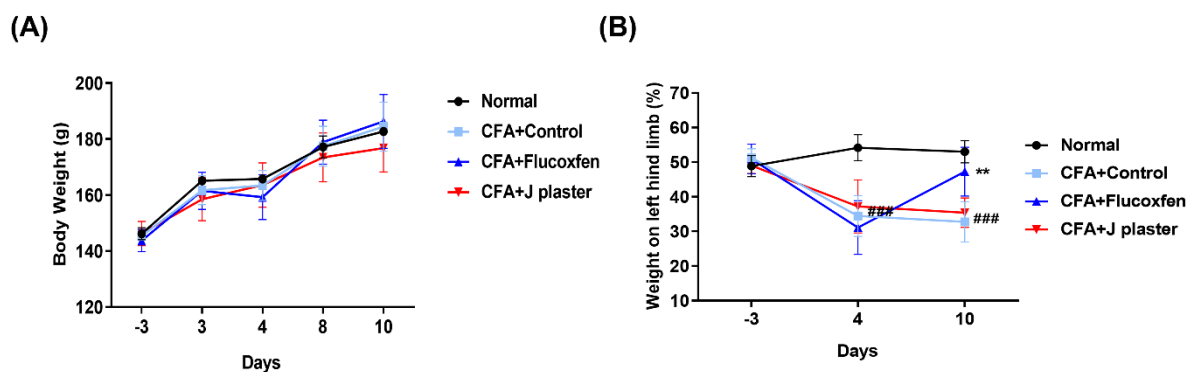 (A)
Body Weight (g)
200
180
160
140
120
-3 3 4 8 10
Days
Normal
CFA+Control
CFA+Flucoxfen
CFA+J plaster
(B)
Weight on left hind limb (%)
70
60
50
40
30
20
10
-3 4 10
Days
**
###
###
Normal
CFA+Control
CFA+Flucoxfen
CFA+J plaster